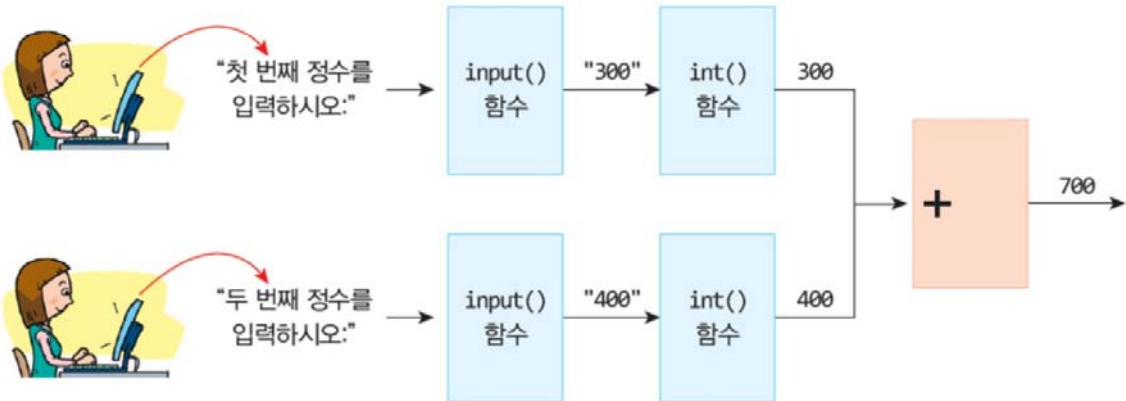 “첫 번째 정수를
입력하시오:”
input()
함수
"300"
int()
함수
300
+
700
“두 번째 정수를
입력하시오:”
input()
함수
"400"
int()
함수
400